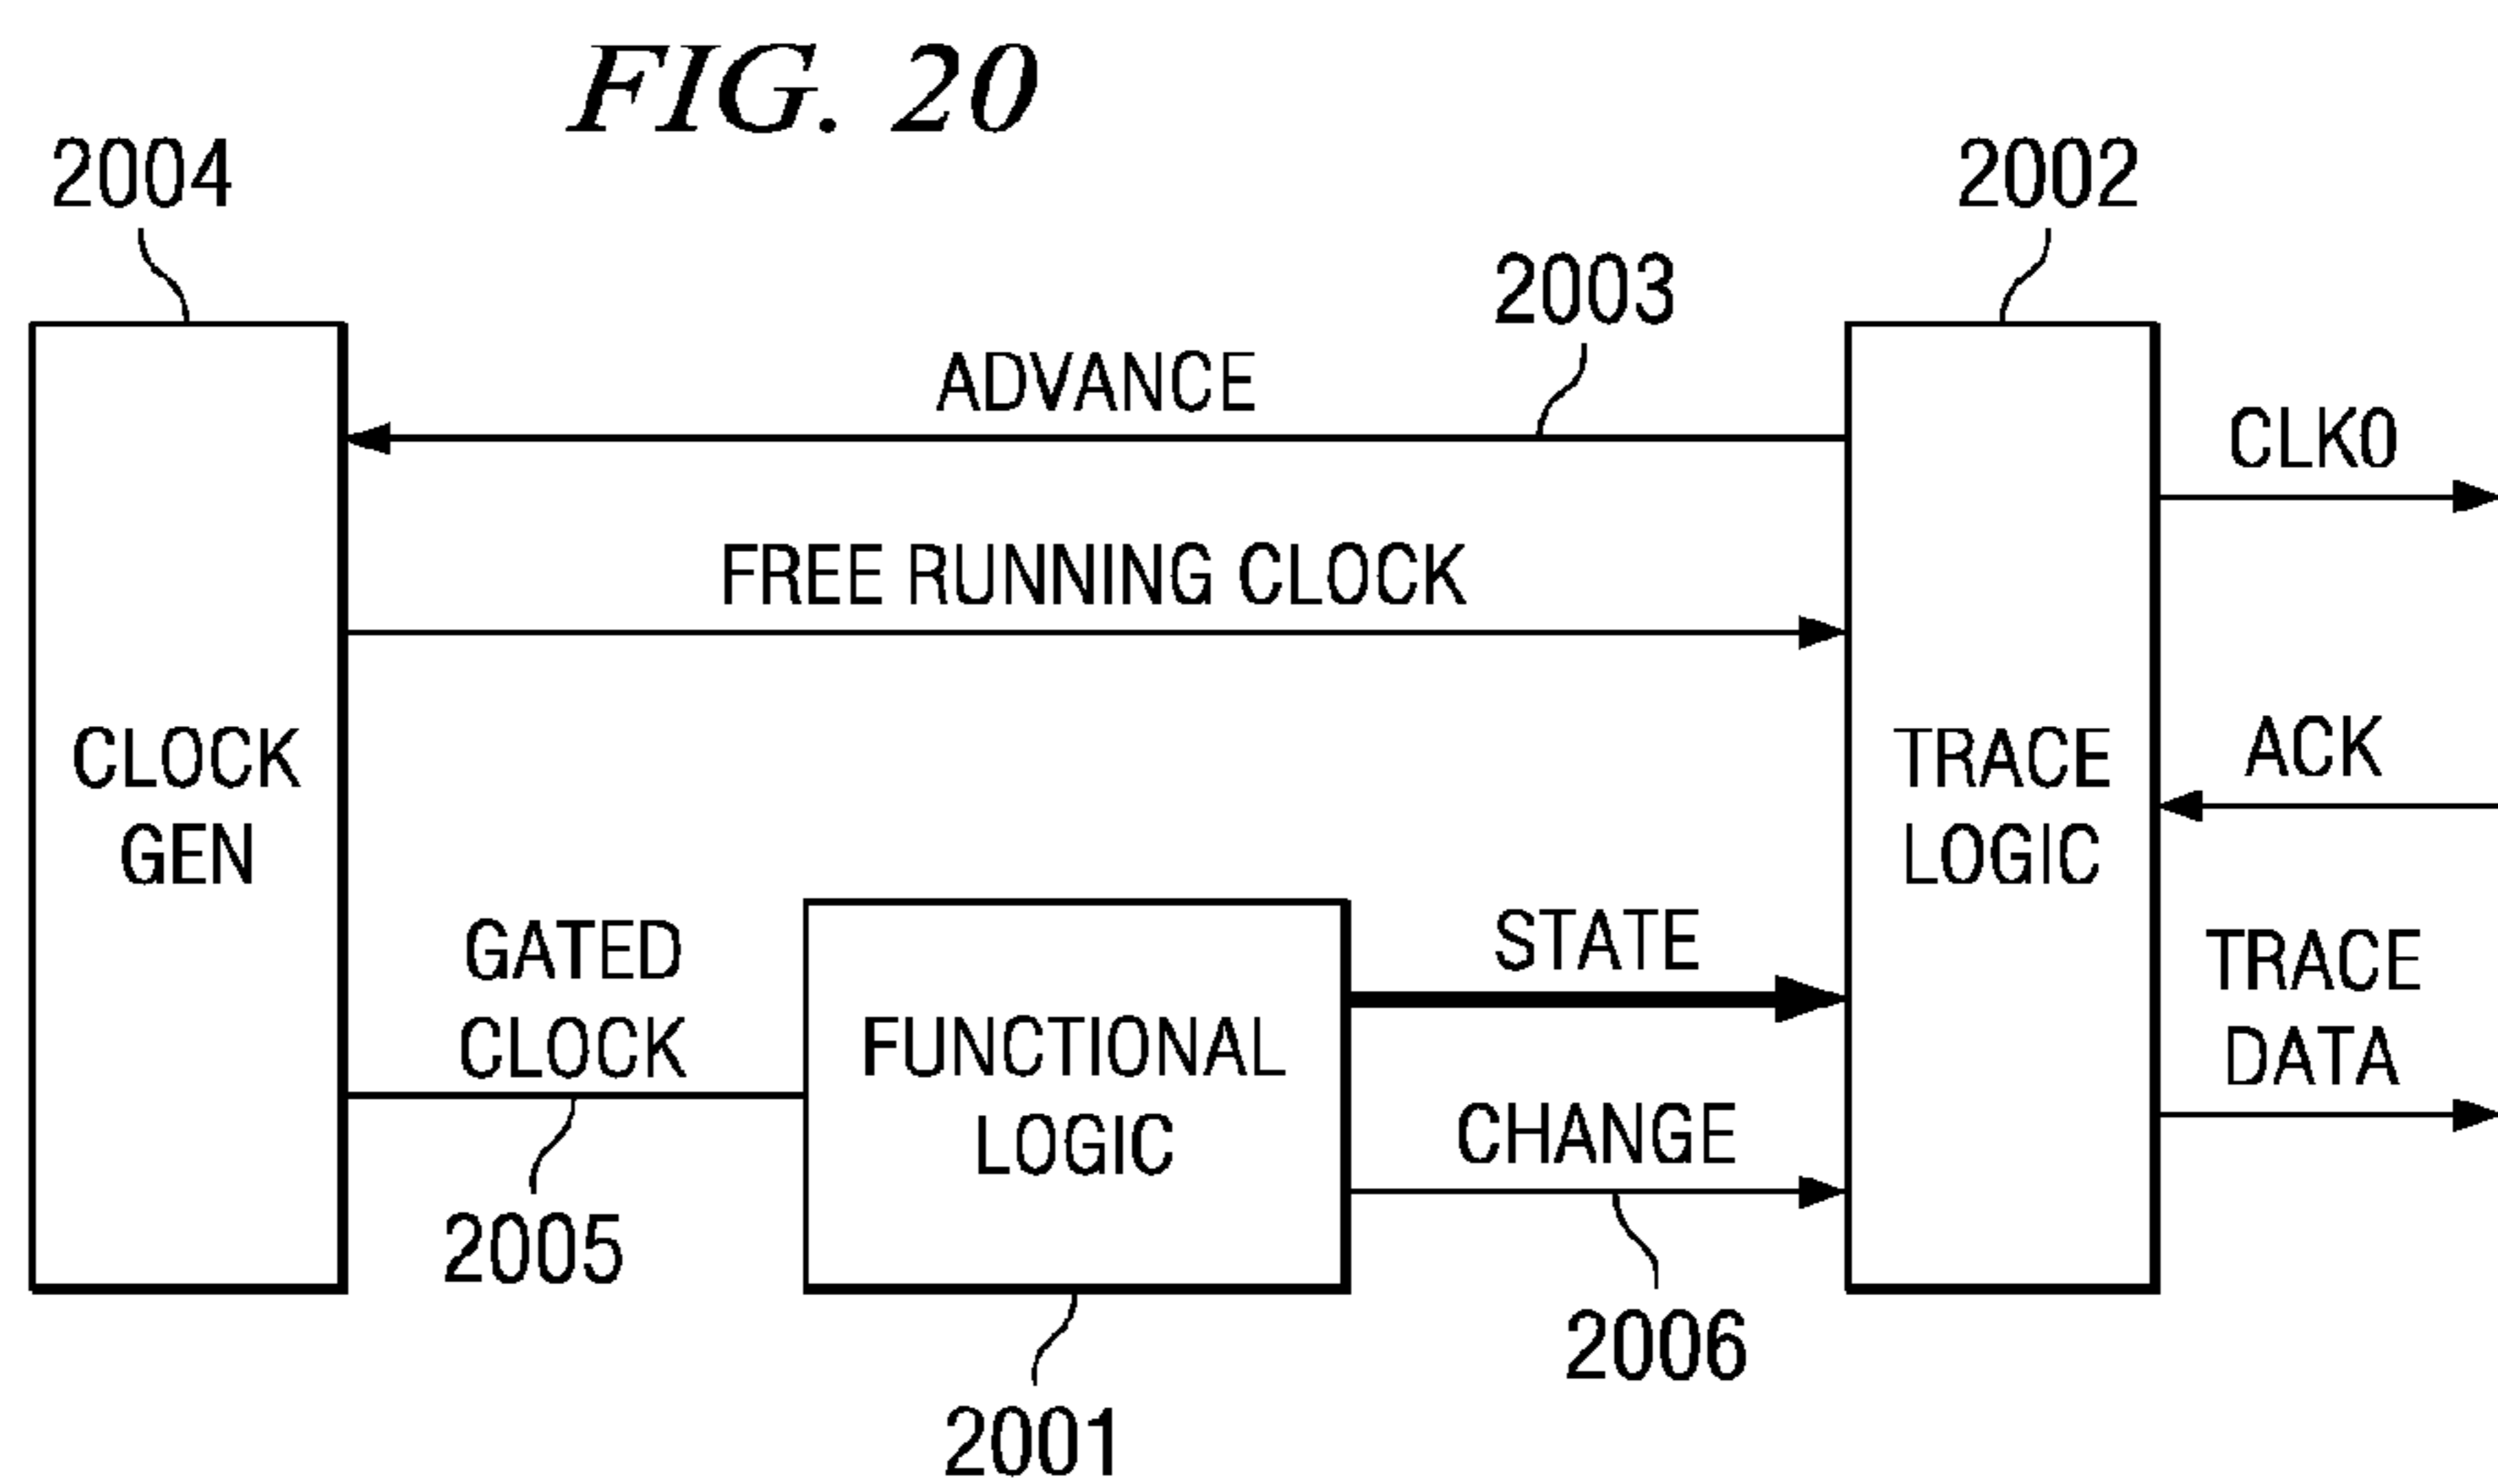 FIG. 20
2004
2002
2003
ADVANCE
CLK0
FREE RUNNING CLOCK
CLOCK
GEN
TRACE
LOGIC
ACK
GATED
CLOCK
FUNCTIONAL
LOGIC
STATE
CHANGE
TRACE
DATA
2005
2006
2001